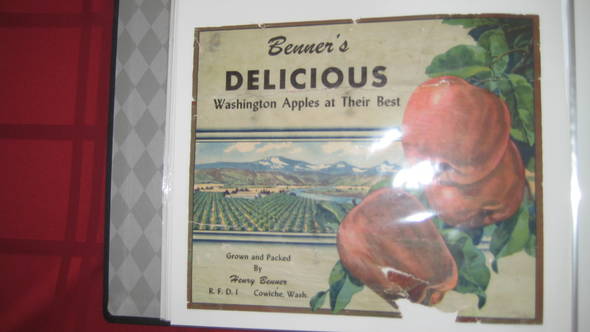 Benner's
DELICIOUS
Washington Apples at Their Best
Grown and Packed
By
Henry Benner
R. F. D. 1 Cowiche, Wash.